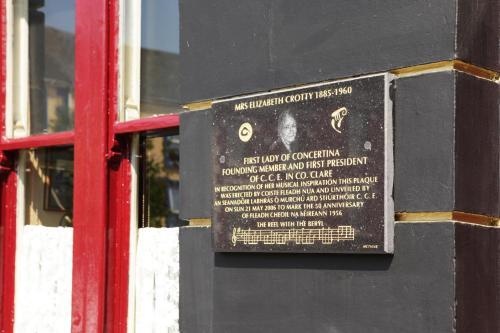 MRS ELIZABETH CROTTY 1885-1960
FIRST LADY OF CONCERTINA
FOUNDING MEMBER AND FIRST PRESIDENT
OF C. C. E. IN CO. CLARE
IN RECOGNITION OF HER MUSICAL INSPIRATION THIS PLAQUE
WAS ERECTED BY COISTE FLEADH NUA AND UNVEILED BY
AN SEANADÓIR LABHRÁS Ó MURCHÚ ARD STIÚRTHÓIR C. C. E.
ON SUN 21 MAY 2006 TO MARK THE 50 ANNIVERSARY
OF FLEADH CHEOIL NA hÉIREANN 1956
THE REEL WITH THE BERYL